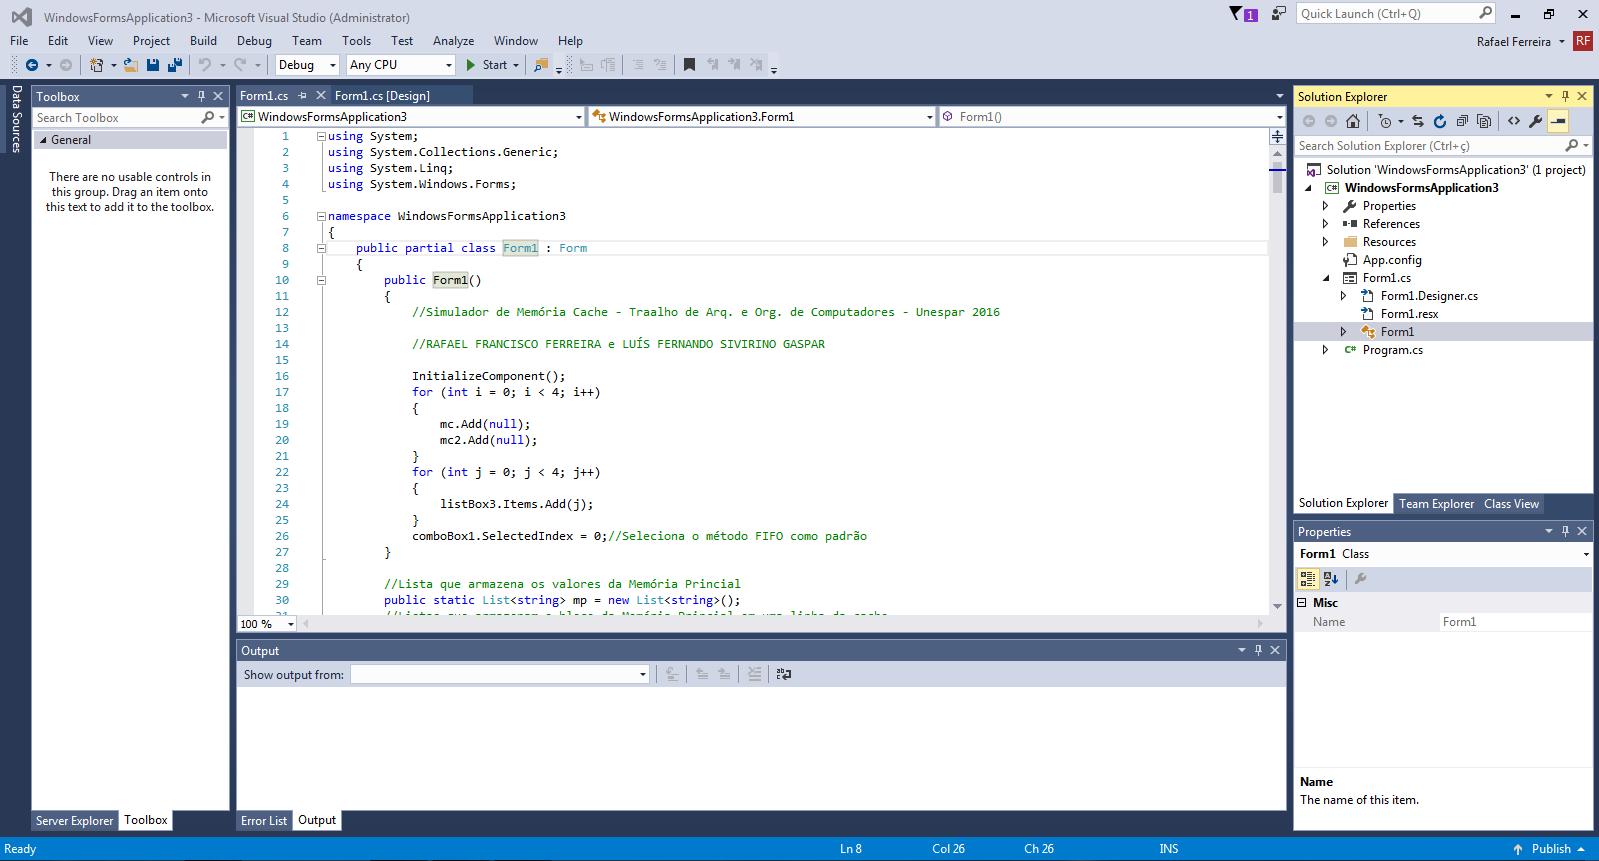 WindowsFormsApplication3 - Microsoft Visual Studio (Administrator)
1
Quick Launch (Ctrl+Q)
File Edit View Project Build Debug Team Tools Test Analyze Window Help
Rafael Ferreira RF
Debug Any CPU Start
Data Sources
Toolbox
Search Toolbox
General
There are no usable controls in
this group. Drag an item onto
this text to add it to the toolbox.
Server Explorer Toolbox
Form1.cs Form1.cs [Design]
C# WindowsFormsApplication3 WindowsFormsApplication3.Form1 Form1()
1 using System;
2 using System.Collections.Generic;
3 using System.Linq;
4 using System.Windows.Forms;
5
6 namespace WindowsFormsApplication3
7 {
8 public partial class Form1 : Form
9 {
10 public Form1()
11 {
12 //Simulador de Memória Cache - Traalho de Arq. e Org. de Computadores - Unespar 2016
13
14 //RAFAEL FRANCISCO FERREIRA e LUÍS FERNANDO SIVIRINO GASPAR
15
16 InitializeComponent();
17 for (int i = 0; i < 4; i++)
18 {
19 mc.Add(null);
20 mc2.Add(null);
21 }
22 for (int j = 0; j < 4; j++)
23 {
24 listBox3.Items.Add(j);
25 }
26 comboBox1.SelectedIndex = 0;//Seleciona o método FIFO como padrão
27 }
28
29 //Lista que armazena os valores da Memória Princial
30 public static List<string> mp = new List<string>();
100 %
Output
Show output from:
Error List Output
Solution Explorer
Search Solution Explorer (Ctrl+ç)
Solution 'WindowsFormsApplication3' (1 project)
C# WindowsFormsApplication3
Properties
References
Resources
App.config
Form1.cs
Form1.Designer.cs
Form1.resx
Form1
C# Program.cs
Solution Explorer Team Explorer Class View
Properties
Form1 Class
Misc
Name Form1
Name
The name of this item.
Ready Ln 8 Col 26 Ch 26 INS Publish